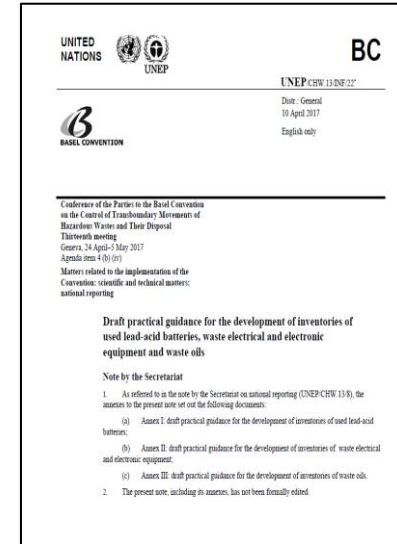 UNITED
NATIONS
BC
UNEP
UNEP/CHW.13/INF/22*
Distr.: General
10 April 2017
English only
BASEL CONVENTION
Conference of the Parties to the Basel Convention
on the Control of Transboundary Movements of
Hazardous Wastes and Their Disposal
Thirteenth meeting
Geneva, 24 April–5 May 2017
Agenda item 4 (b) (iv)
Matters related to the implementation of the
Convention: scientific and technical matters:
national reporting
Draft practical guidance for the development of inventories of
used lead-acid batteries, waste electrical and electronic
equipment and waste oils
Note by the Secretariat
1. As referred to in the note by the Secretariat on national reporting (UNEP/CHW.13/8), the
annexes to the present note set out the following documents:
(a) Annex I: draft practical guidance for the development of inventories of used lead-acid
batteries;
(b) Annex II: draft practical guidance for the development of inventories of waste electrical
and electronic equipment;
(c) Annex III: draft practical guidance for the development of inventories of waste oils.
2. The present note, including its annexes, has not been formally edited.